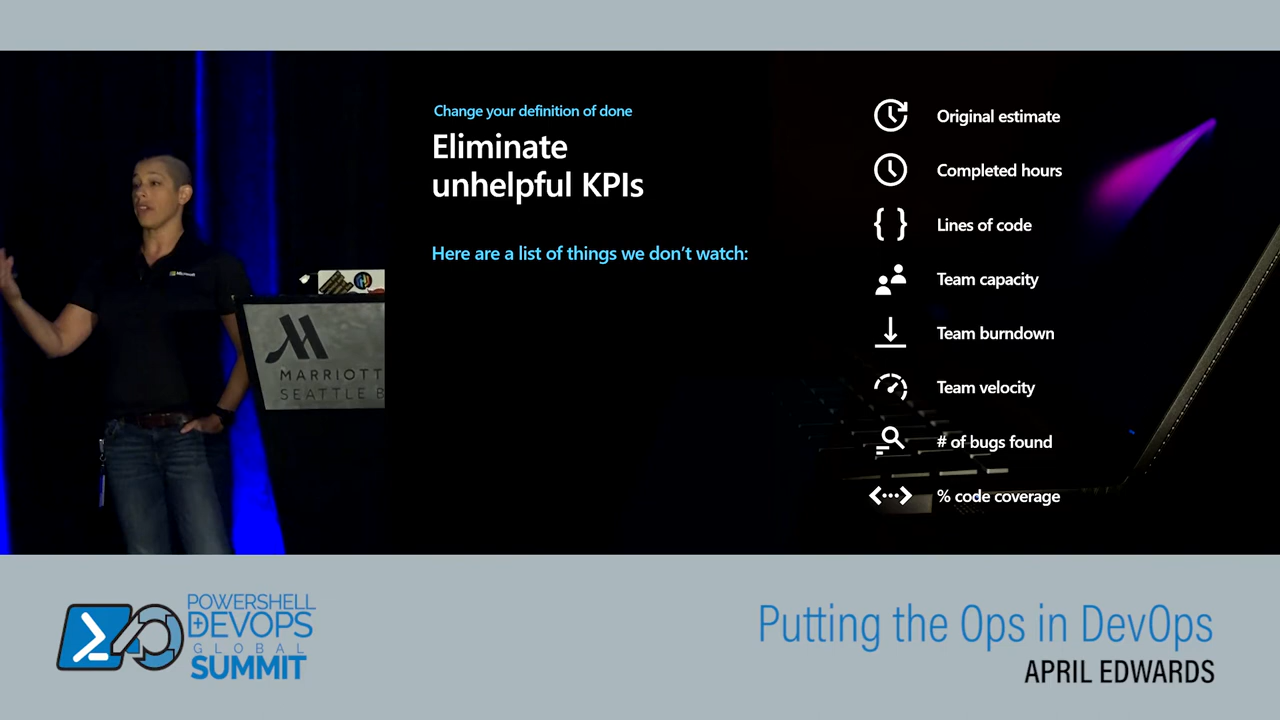 Change your definition of done
Eliminate
unhelpful KPIs
Here are a list of things we don't watch:
Original estimate
Completed hours
Lines of code
Team capacity
Team burndown
Team velocity
# of bugs found
% code coverage
Microsoft
MARRIOTT
SEATTLE B
POWERSHELL
+DEVOPS
GLOBAL
SUMMIT
Putting the Ops in DevOps
APRIL EDWARDS